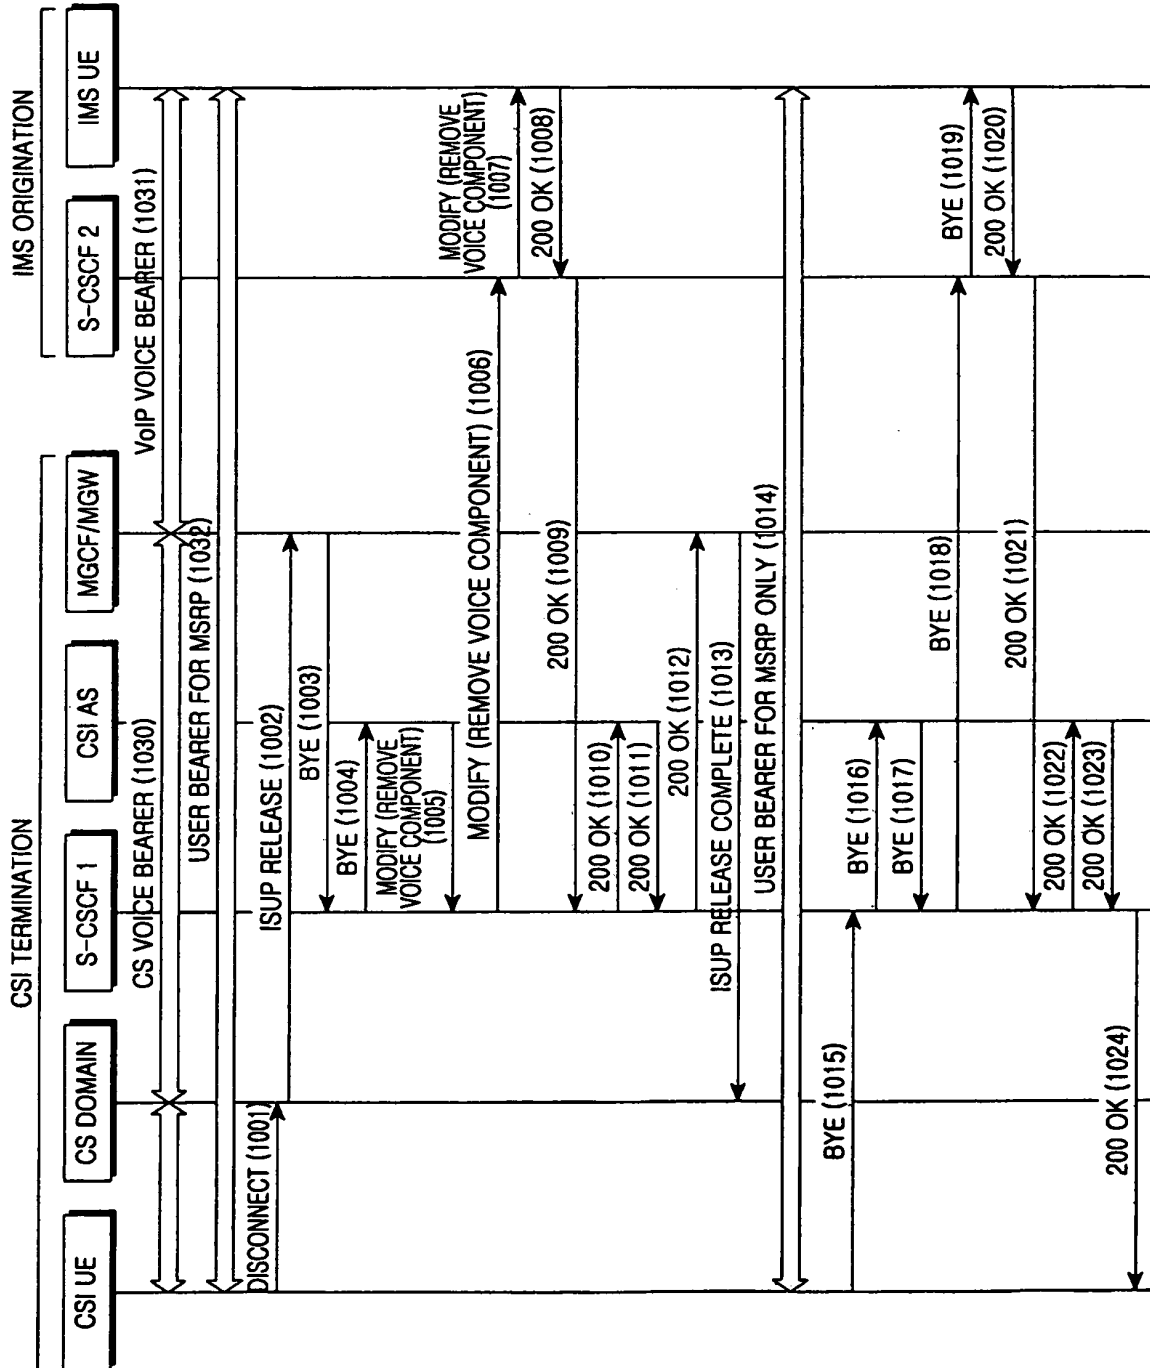 CSI TERMINATION
IMS ORIGINATION
CSI UE
CS DOMAIN
S-CSCF 1
CSI AS
MGCF/MGW
S-CSCF 2
IMS UE
CS VOICE BEARER (1030)
VoIP VOICE BEARER (1031)
USER BEARER FOR MSRP (1032)
DISCONNECT (1001)
ISUP RELEASE (1002)
BYE (1003)
BYE (1004)
MODIFY (REMOVE
VOICE COMPONENT)
(1005)
MODIFY (REMOVE VOICE COMPONENT) (1006)
MODIFY (REMOVE
VOICE COMPONENT)
(1007)
200 OK (1008)
200 OK (1009)
200 OK (1010)
200 OK (1011)
200 OK (1012)
ISUP RELEASE COMPLETE (1013)
USER BEARER FOR MSRP ONLY (1014)
BYE (1015)
BYE (1016)
BYE (1017)
BYE (1018)
BYE (1019)
200 OK (1020)
200 OK (1021)
200 OK (1022)
200 OK (1023)
200 OK (1024)